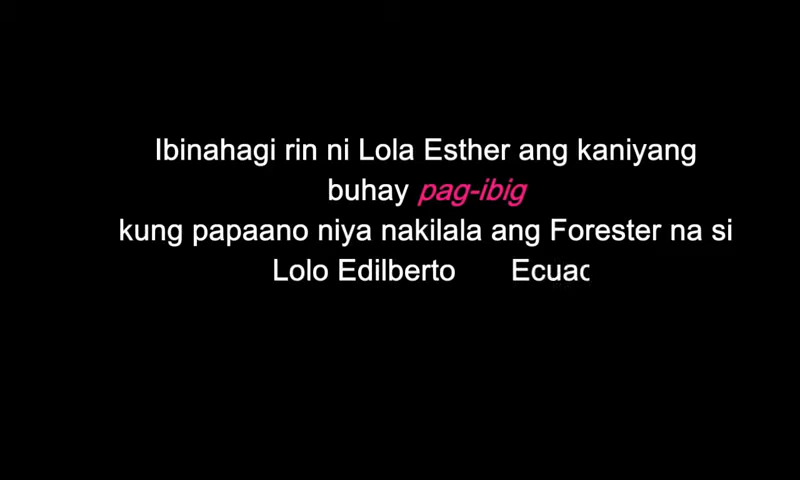 Ibinahagi rin ni Lola Esther ang kaniyang
buhay pag-ibig
kung papaano niya nakilala ang Forester na si
Lolo Edilberto